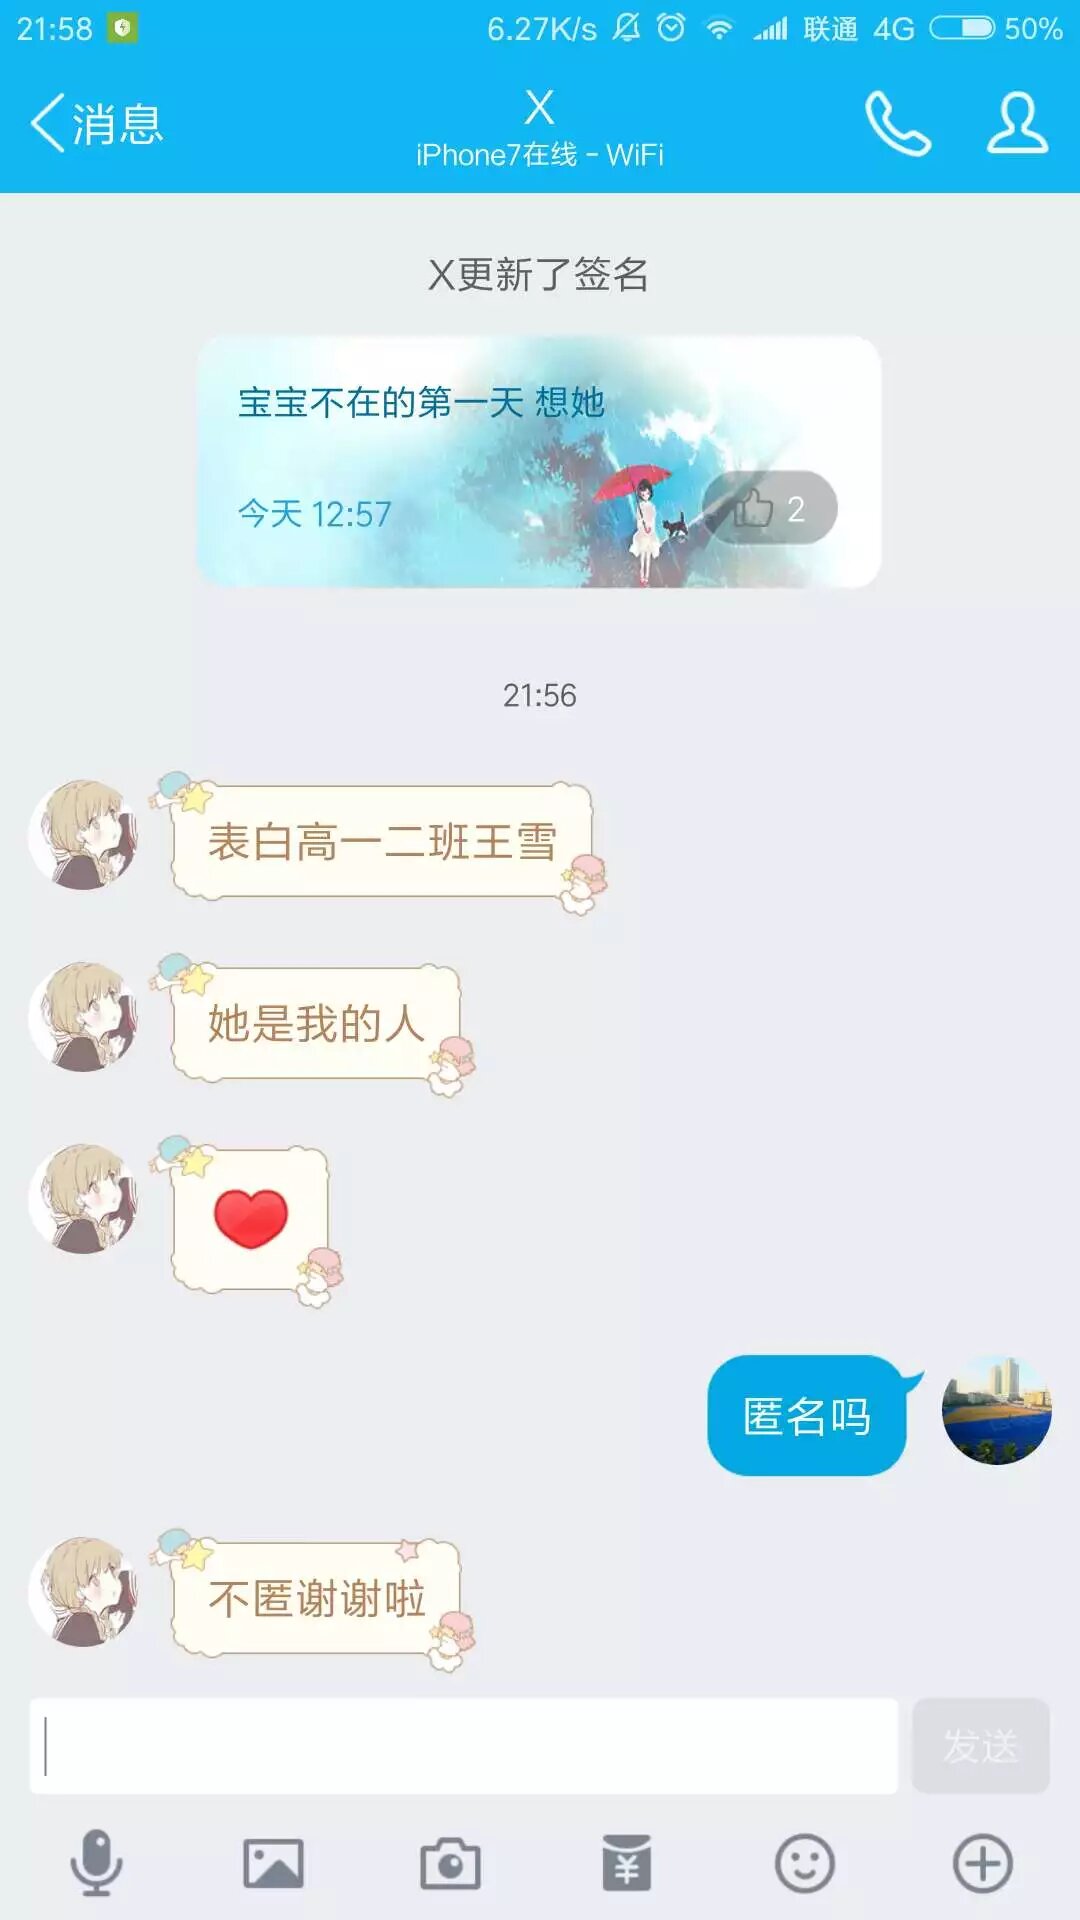 21:58 6.27K/s 联通 4G 50%
消息
X
iPhone7在线 - WiFi
X更新了签名
宝宝不在的第一天 想她
今天 12:57
2
21:56
表白高一二班王雪
她是我的人
匿名吗
不匿谢谢啦
发送